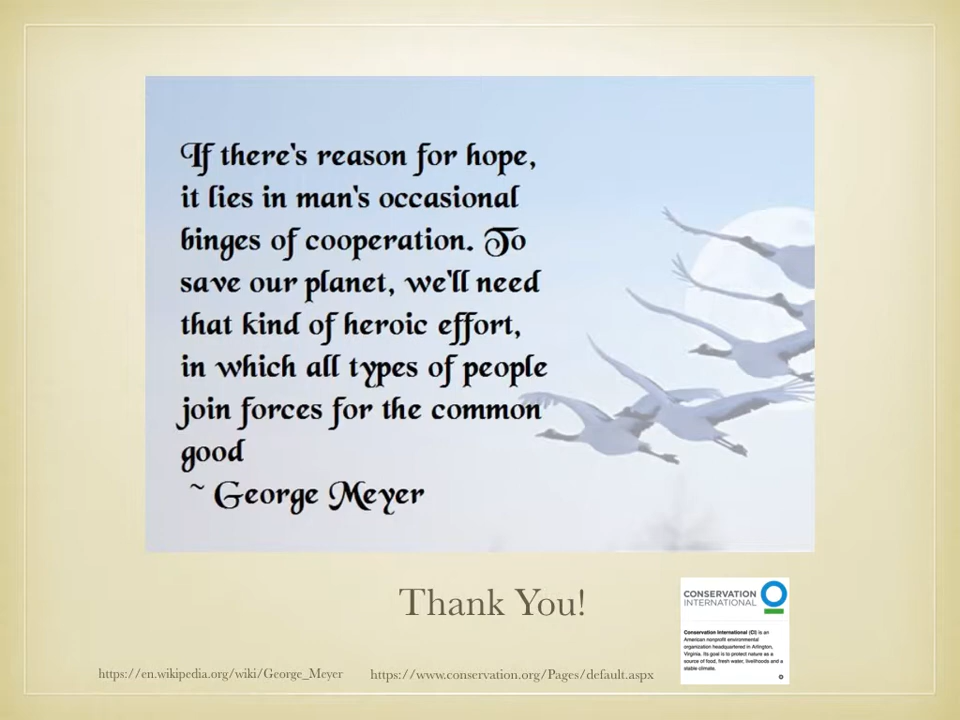 If there's reason for hope,
it lies in man's occasional
binges of cooperation. To
save our planet, we'll need
that kind of heroic effort,
in which all types of people
join forces for the common
good
~ George Meyer
Thank You!
CONSERVATION
INTERNATIONAL
Conservation International (CI) is an
American nonprofit environmental
organization headquartered in Arlington,
Virginia. Its goal is to protect nature as a
source of food, fresh water, livelihoods and a
stable climate.
https://en.wikipedia.org/wiki/George_Meyer
https://www.conservation.org/Pages/default.aspx